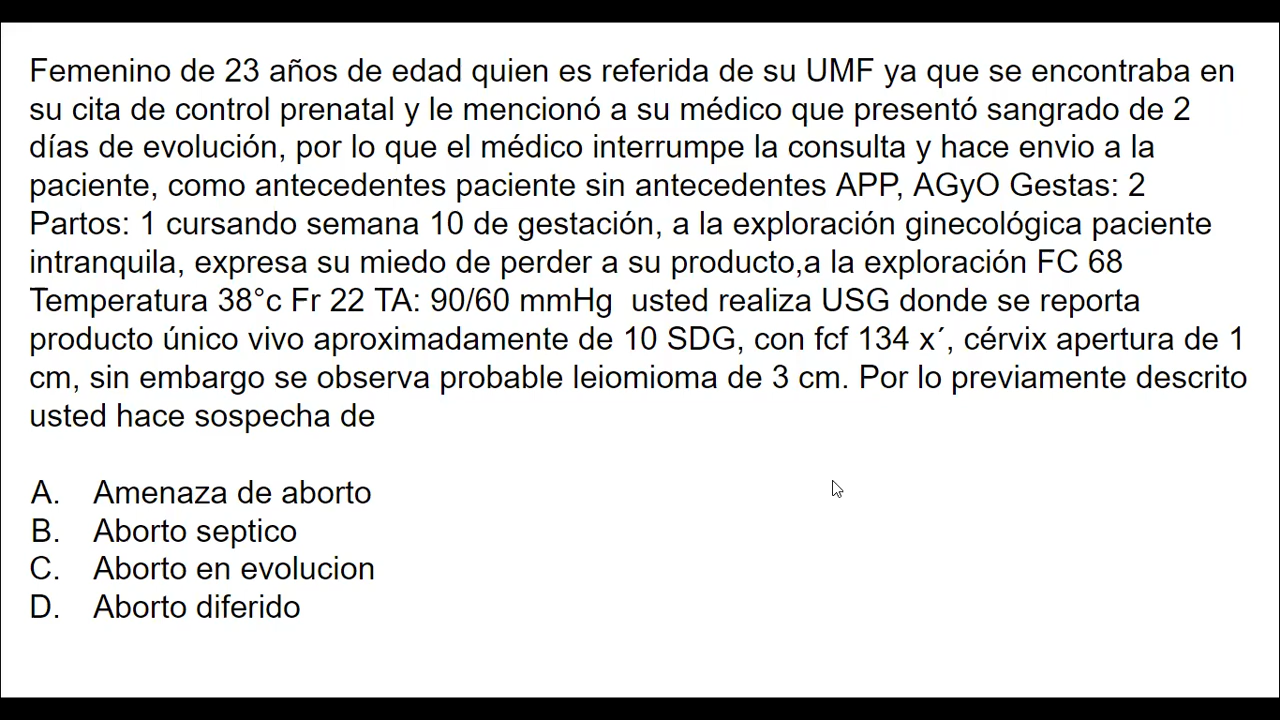 Femenino de 23 años de edad quien es referida de su UMF ya que se encontraba en
su cita de control prenatal y le mencionó a su médico que presentó sangrado de 2
días de evolución, por lo que el médico interrumpe la consulta y hace envio a la
paciente, como antecedentes paciente sin antecedentes APP, AGyO Gestas: 2
Partos: 1 cursando semana 10 de gestación, a la exploración ginecológica paciente
intranquila, expresa su miedo de perder a su producto,a la exploración FC 68
Temperatura 38°c Fr 22 TA: 90/60 mmHg  usted realiza USG donde se reporta
producto único vivo aproximadamente de 10 SDG, con fcf 134 x´, cérvix apertura de 1
cm, sin embargo se observa probable leiomioma de 3 cm. Por lo previamente descrito
usted hace sospecha de
A. Amenaza de aborto
B. Aborto septico
C. Aborto en evolucion
D. Aborto diferido